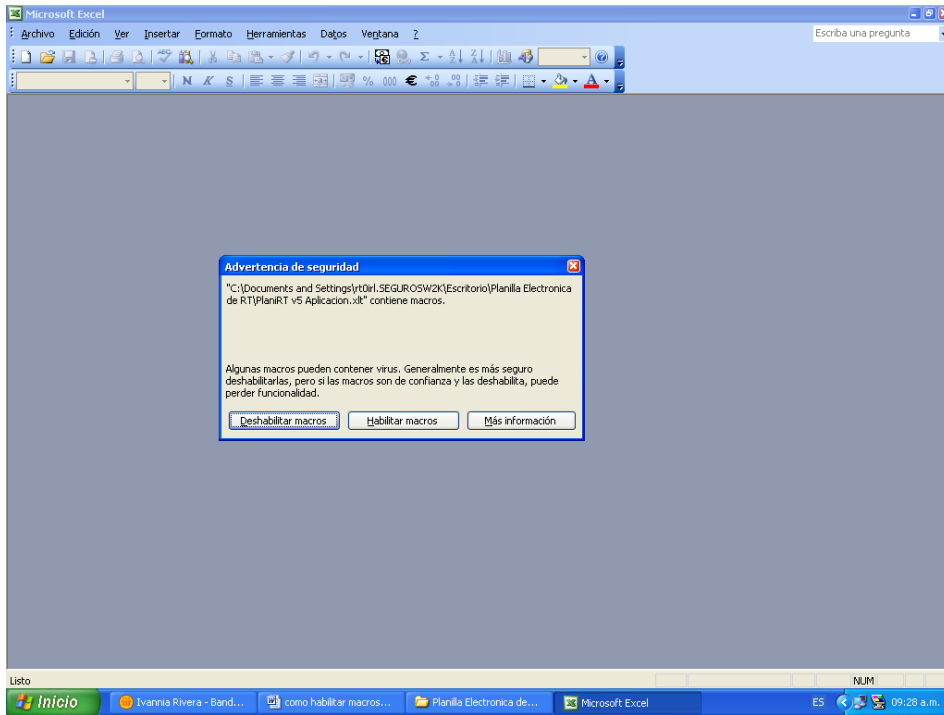 Microsoft Excel
Archivo Edición Ver Insertar Formato Herramientas Datos Ventana ?
Escriba una pregunta
N K S % 000 €
Advertencia de seguridad
"C:\Documents and Settings\rt0irl.SEGUROSW2K\Escritorio\Planilla Electronica
de RT\PlaniRT v5 Aplicacion.xlt" contiene macros.
Algunas macros pueden contener virus. Generalmente es más seguro
deshabilitarlas, pero si las macros son de confianza y las deshabilita, puede
perder funcionalidad.
Deshabilitar macros Habilitar macros Más información
Listo
NUM
Inicio Ivannia Rivera - Band... como habilitar macros... Planilla Electronica de... Microsoft Excel ES 09:28 a.m.